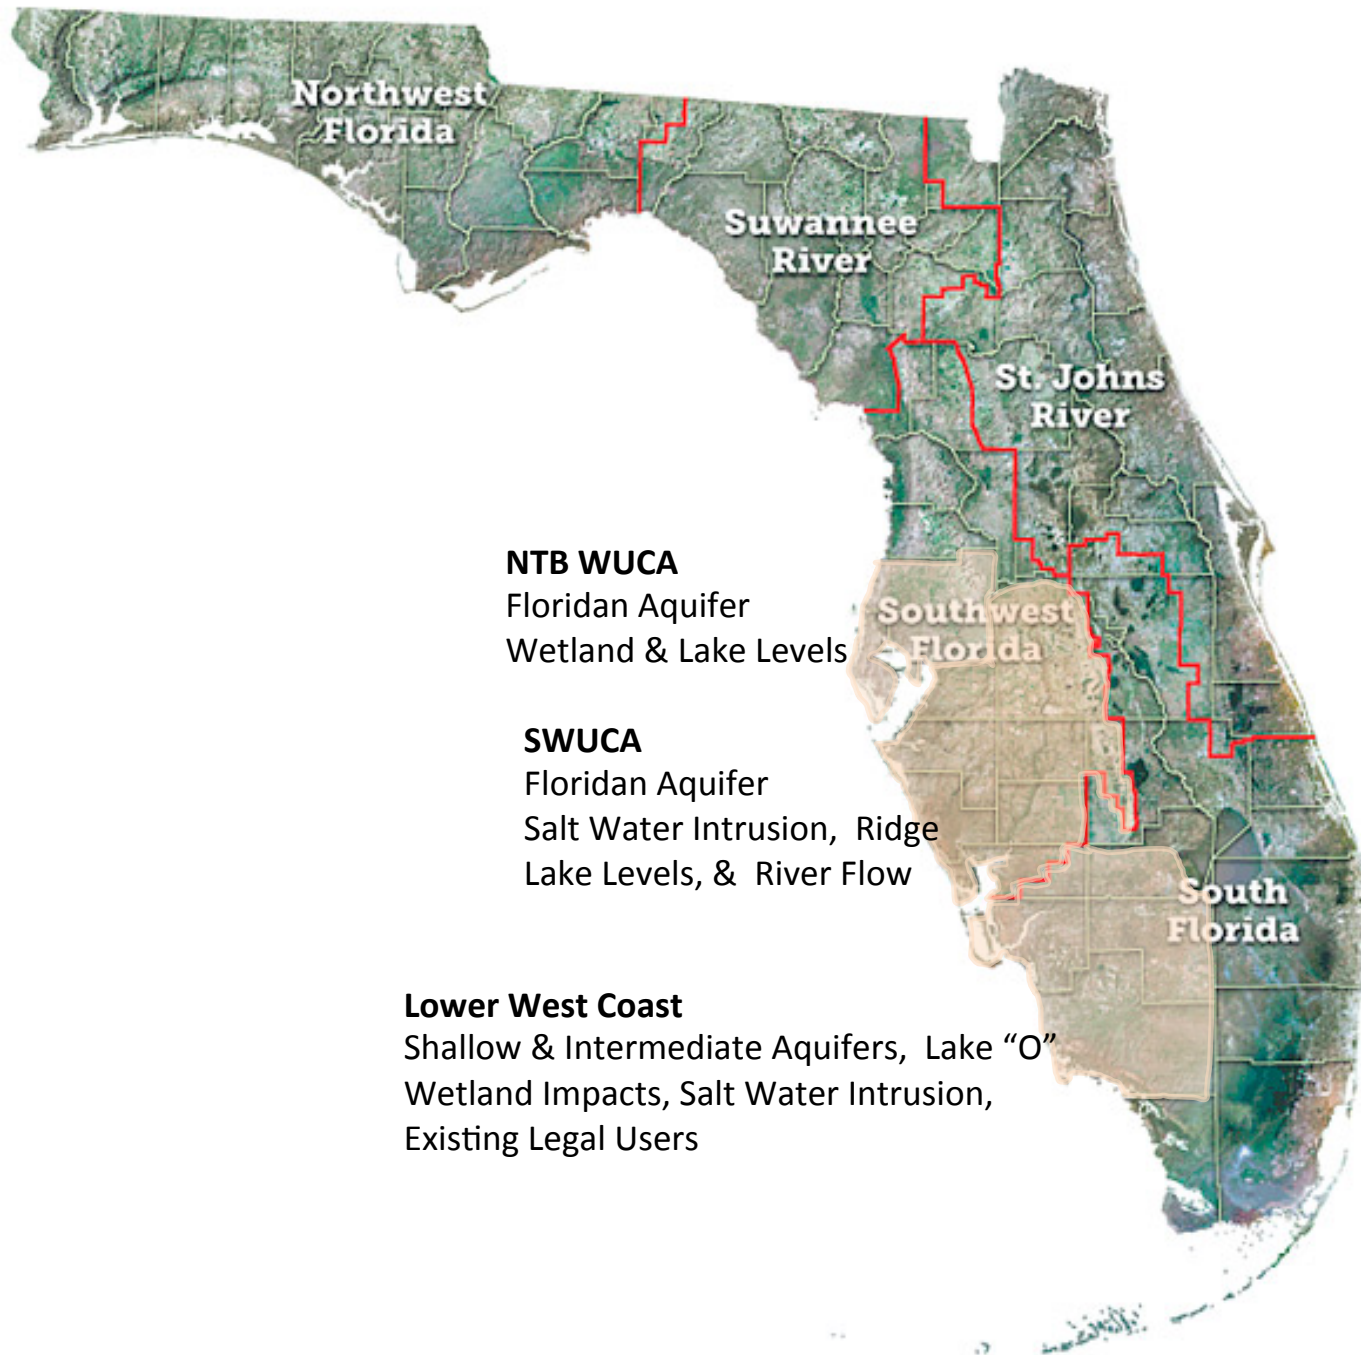 Northwest
Florida
Suwannee
River
St. Johns
River
NTB WUCA
Floridan Aquifer
Wetland & Lake Levels
Southwest
Florida
SWUCA
Floridan Aquifer
Salt Water Intrusion, Ridge
Lake Levels, & River Flow
South
Florida
Lower West Coast
Shallow & Intermediate Aquifers, Lake “O”
Wetland Impacts, Salt Water Intrusion,
Existing Legal Users